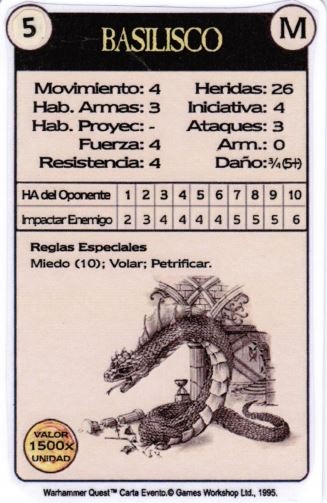 5 BASILISCO M
Movimiento: 4 Heridas: 26
Hab. Armas: 3 Iniciativa: 4
Hab. Proyec: - Ataques: 3
Fuerza: 4 Arm.: 0
Resistencia: 4 Daño: ¾ (5+)
HA del Oponente 1 2 3 4 5 6 7 8 9 10
Impactar Enemigo 2 3 4 4 4 4 5 5 5 6
Reglas Especiales
Miedo (10); Volar; Petrificar.
VALOR
1500x
UNIDAD
Warhammer Quest™ Carta Evento.© Games Workshop Ltd., 1995.